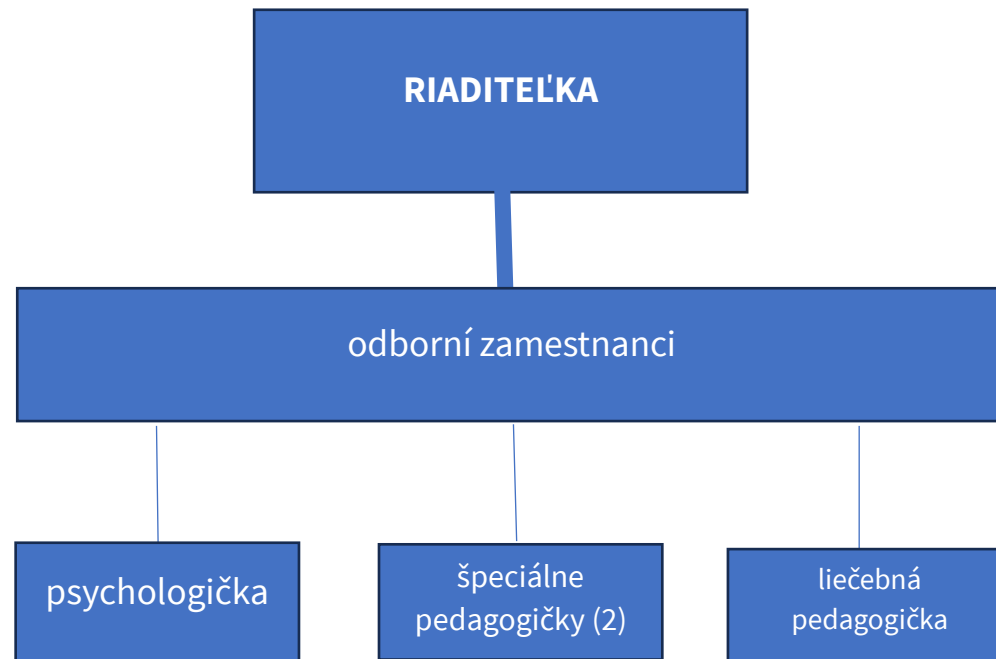 RIADITEĽKA
odborní zamestnanci
psychologička
špeciálne
pedagogičky (2)
liečebná
pedagogička